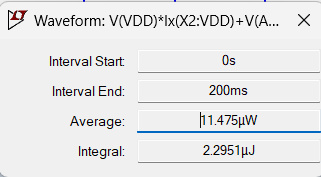 Waveform: V(VDD)*Ix(X2:VDD)+V(A...
Interval Start: 0s
Interval End: 200ms
Average: 11.475µW
Integral: 2.2951µJ